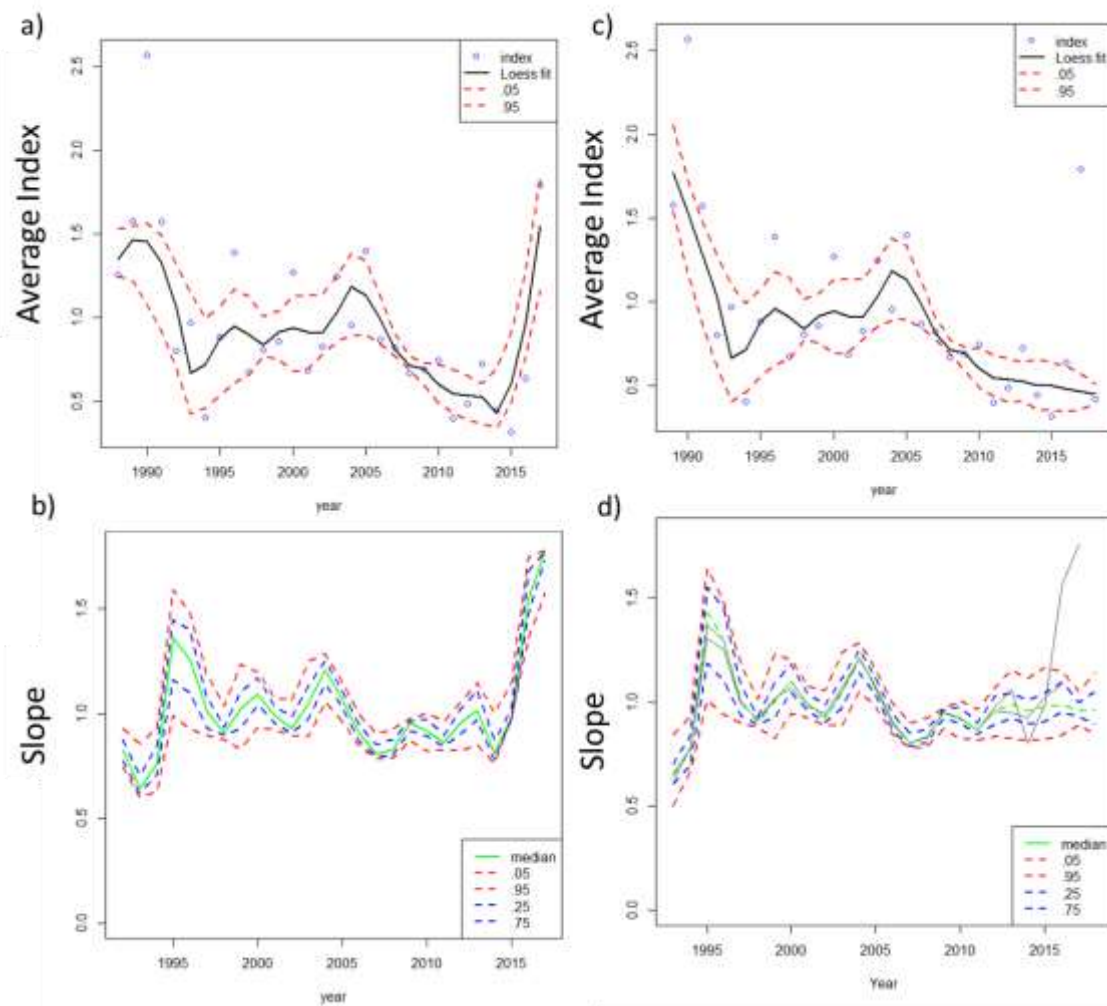 a)
Average Index
2.5
2.0
1.5
1.0
0.5
index
Loess fit
.05
.95
1990 1995 2000 2005 2010 2015
year
c)
Average Index
2.5
2.0
1.5
1.0
0.5
index
Loess fit
.05
.95
1990 1995 2000 2005 2010 2015
year
b)
Slope
1.5
1.0
0.5
0.0
median
.05
.95
.25
.75
1995 2000 2005 2010 2015
year
d)
Slope
1.5
1.0
0.5
0.0
median
.05
.95
.25
.75
1995 2000 2005 2010 2015
Year